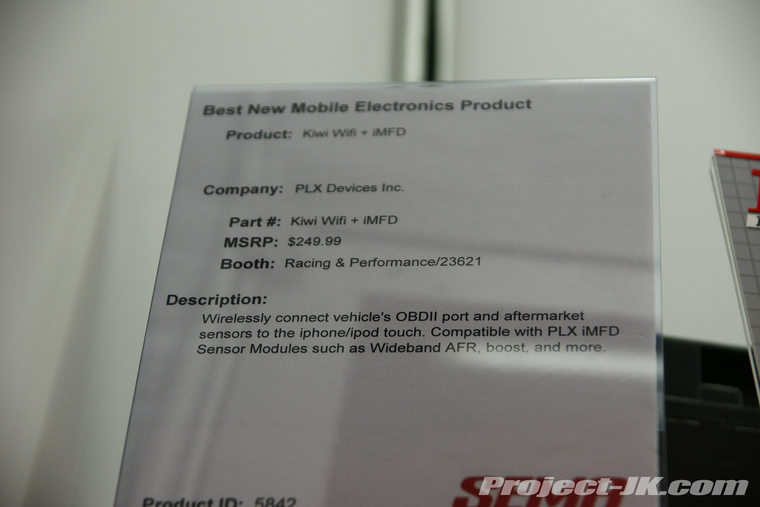 Best New Mobile Electronics Product
Product: Kiwi Wifi + iMFD
Company: PLX Devices Inc.
Part #: Kiwi Wifi + iMFD
MSRP: $249.99
Booth: Racing & Performance/23621
Description:
Wirelessly connect vehicle's OBDII port and aftermarket
sensors to the iphone/ipod touch. Compatible with PLX iMFD
Sensor Modules such as Wideband AFR, boost, and more.
Product ID: 5842
SEMA
Project-JK.com